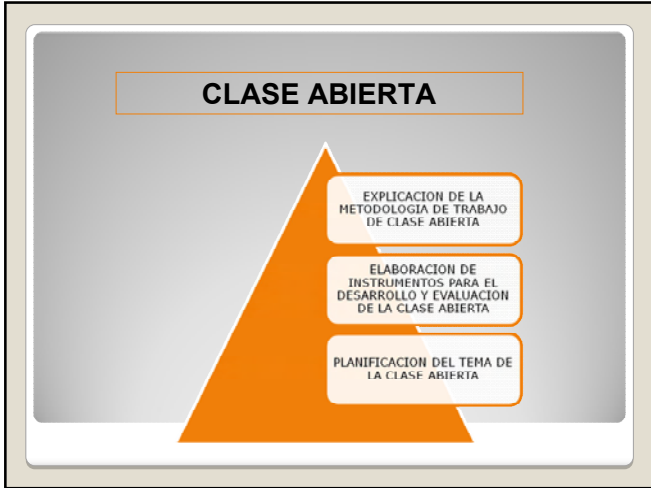 CLASE ABIERTA
EXPLICACION DE LA
METODOLOGIA DE TRABAJO
DE CLASE ABIERTA
ELABORACION DE
INSTRUMENTOS PARA EL
DESARROLLO Y EVALUACION
DE LA CLASE ABIERTA
PLANIFICACION DEL TEMA DE
LA CLASE ABIERTA